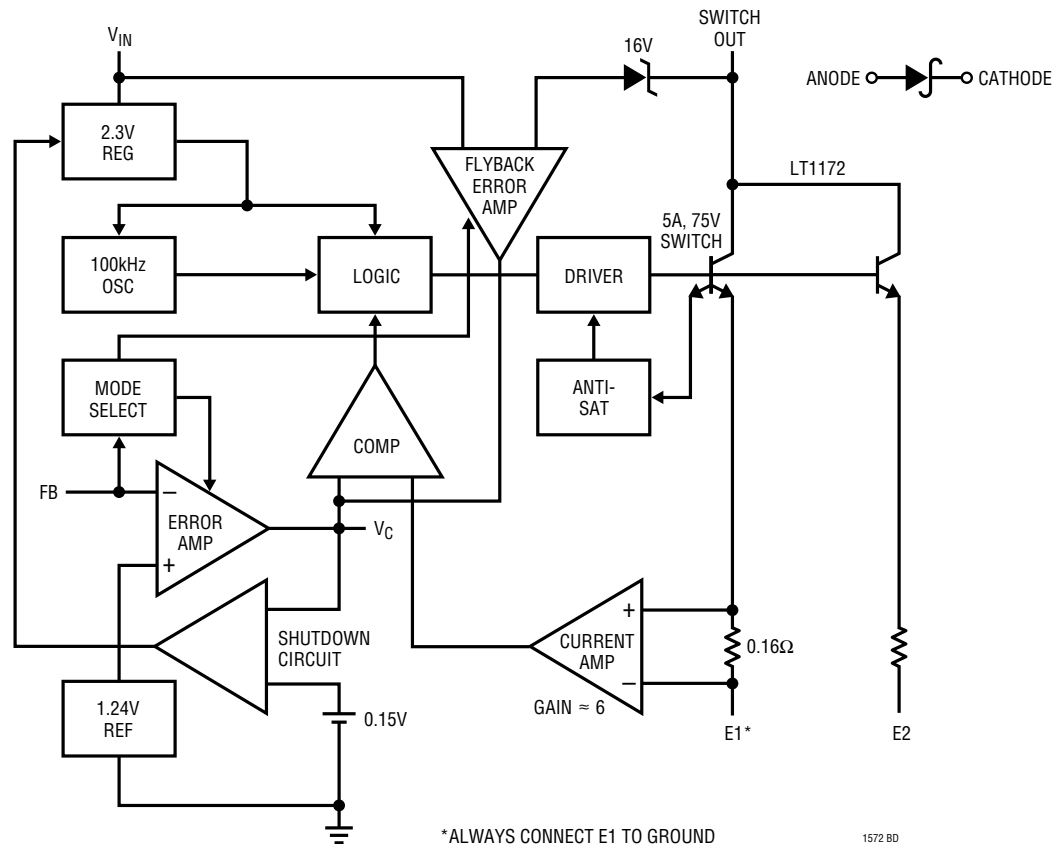 V_IN
16V
SWITCH
OUT
ANODE
CATHODE
2.3V
REG
FLYBACK
ERROR
AMP
LT1172
5A, 75V
SWITCH
100kHz
OSC
LOGIC
DRIVER
MODE
SELECT
ANTI-
SAT
COMP
FB
−
ERROR
AMP
+
V_C
SHUTDOWN
CIRCUIT
+
CURRENT
AMP
−
0.16Ω
GAIN ≈ 6
1.24V
REF
0.15V
E1*
E2
*ALWAYS CONNECT E1 TO GROUND
1572 BD